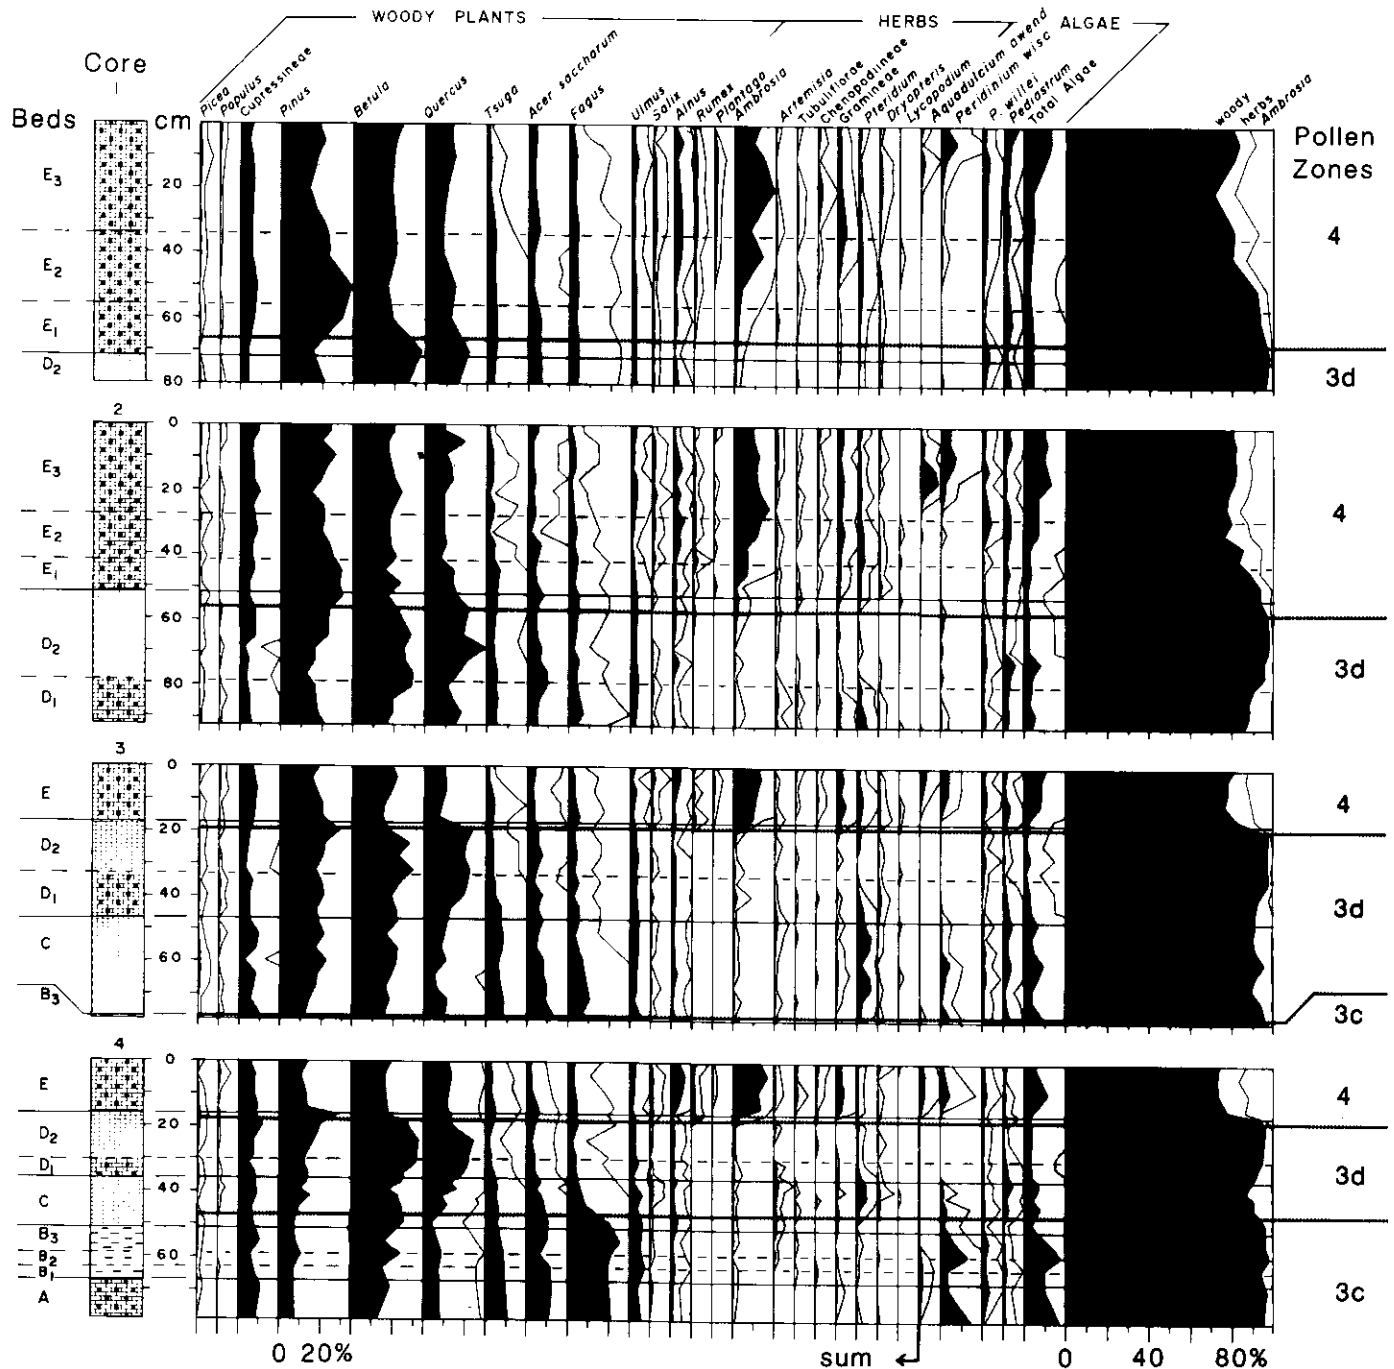 WOODY PLANTS HERBS ALGAE
Core
Picea Populus Cupressineae Pinus Betula Quercus Tsuga Acer saccharum Fagus Ulmus Salix Alnus Rumex Plantago Ambrosia Artemisia Tubuliflorae Chenopodiineae Gramineae Pteridium Dryopteris Lycopodium Aquadulcium awend Peridinium wisc P. willei Pediastrum Total Algae woody herbs Ambrosia
Beds cm Pollen Zones
E3 20 4
40
E2
E1 60
D2 80 3d
2 0
E3 20 4
E2 40
E1
60
D2 3d
D1 80
3 0
E 4
20
D2
D1 40 3d
C 60
B3 3c
4 0
E 4
20
D2
D1 3d
C 40
B3
B2 60
B1
A 3c
0 20% sum 0 40 80%